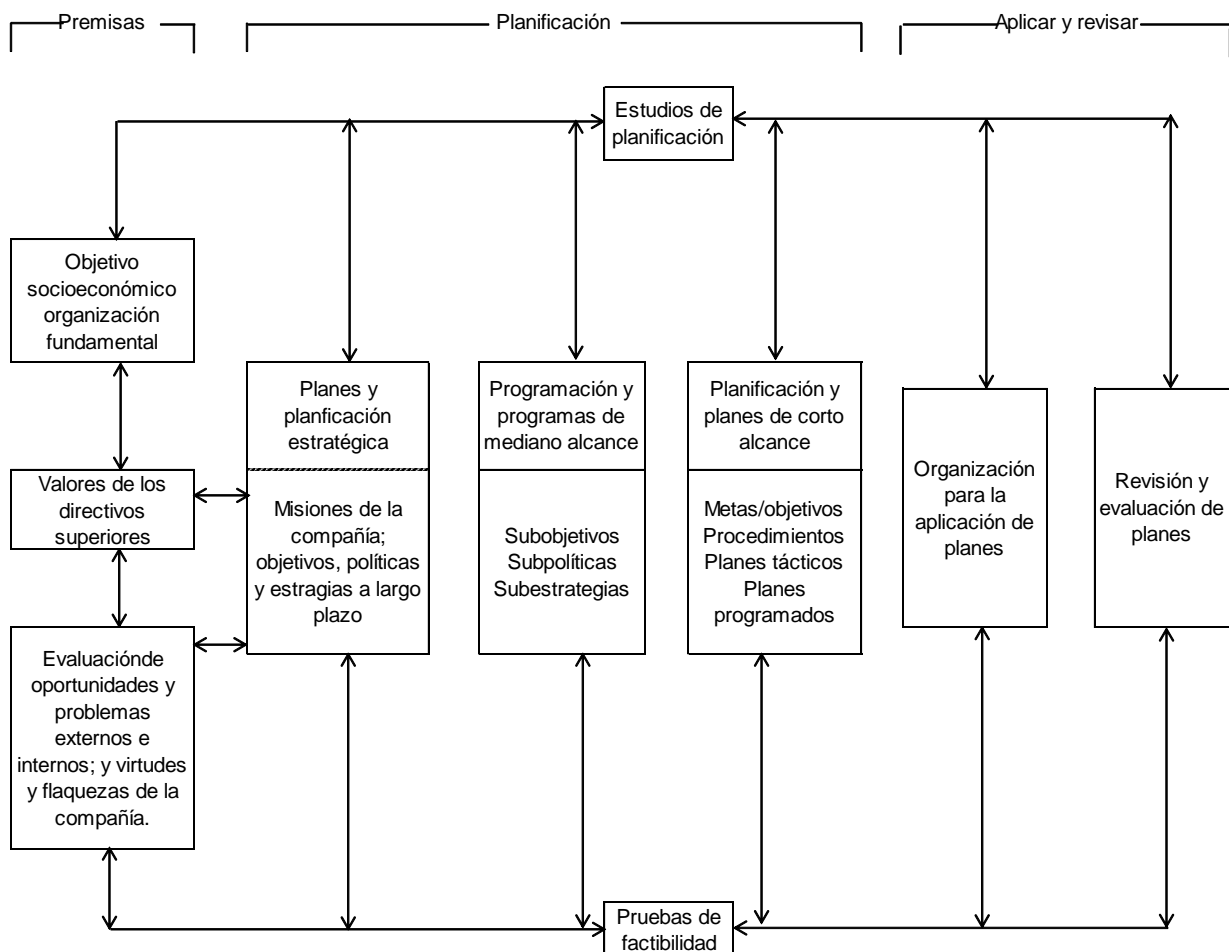 Premisas
Planificación
Aplicar y revisar
Estudios de
planificación
Objetivo
socioeconómico
organización
fundamental
Valores de los
directivos
superiores
Evaluaciónde
oportunidades y
problemas
externos e
internos; y virtudes
y flaquezas de la
compañía.
Planes y
planficación
estratégica
Misiones de la
compañía;
objetivos, políticas
y estragias a largo
plazo
Programación y
programas de
mediano alcance
Subobjetivos
Subpolíticas
Subestrategias
Planificación y
planes de corto
alcance
Metas/objetivos
Procedimientos
Planes tácticos
Planes
programados
Organización
para la
aplicación de
planes
Revisión y
evaluación de
planes
Pruebas de
factibilidad